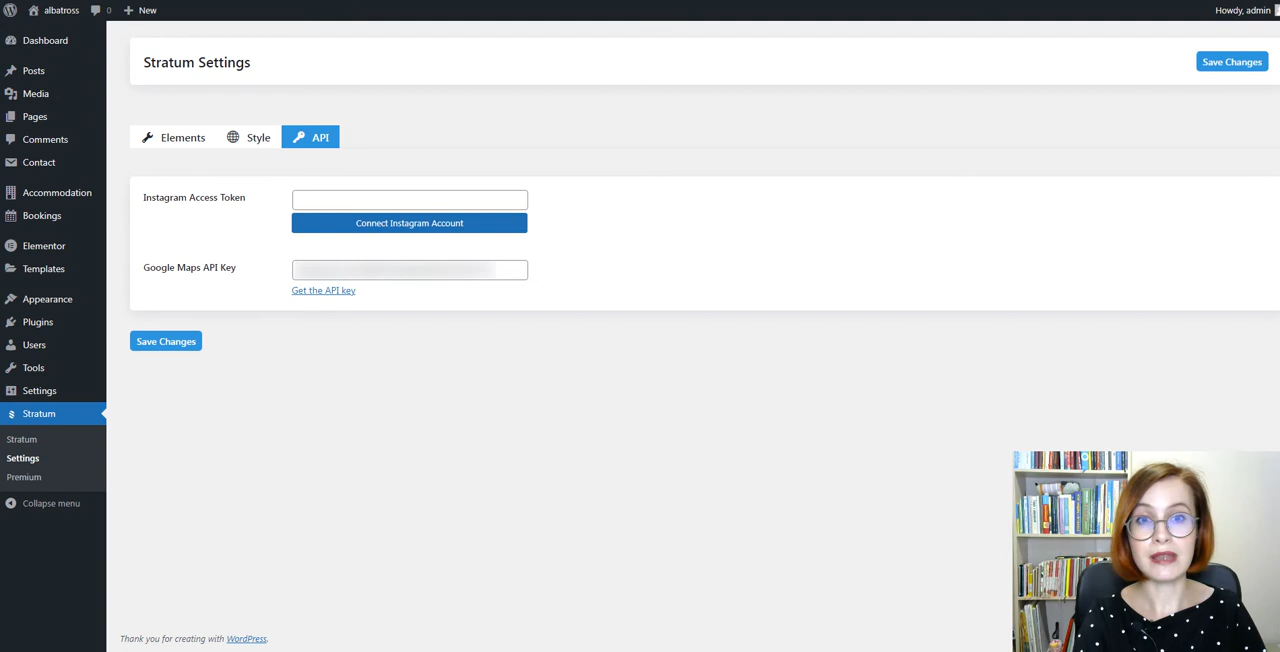 albatross
0
New
Howdy, admin
Dashboard
Posts
Media
Pages
Comments
Contact
Accommodation
Bookings
Elementor
Templates
Appearance
Plugins
Users
Tools
Settings
Stratum
Stratum
Settings
Premium
Collapse menu
Stratum Settings
Save Changes
Elements
Style
API
Instagram Access Token
Connect Instagram Account
Google Maps API Key
Get the API key
Save Changes
Thank you for creating with WordPress.